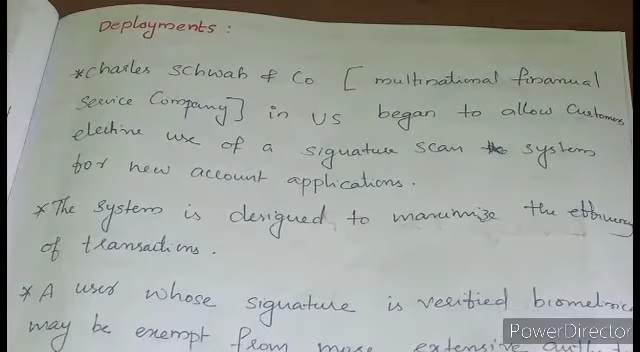 Deployments :
* Charles Schwab & Co [ multinational financial
Service Company ] in US began to allow Customers
elective use of a signature scan system
for new account applications.
* The system is designed to maximize the efficiency
of transactions.
* A user whose signature is verified biometric
may be exempt from more extensive
PowerDirector